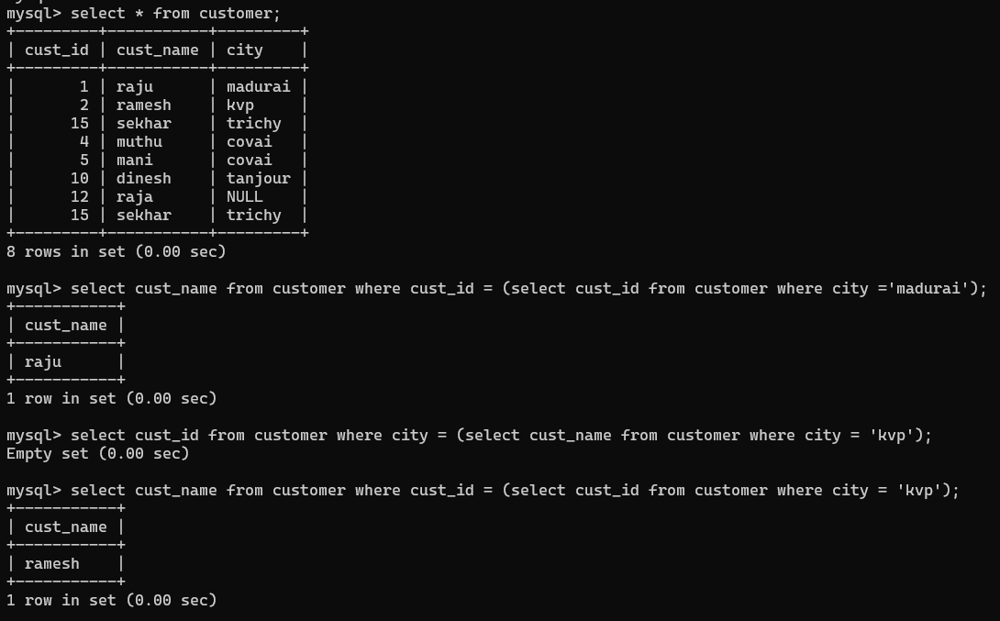 mysql> select * from customer;
+---------+-----------+---------+
| cust_id | cust_name | city    |
+---------+-----------+---------+
|       1 | raju      | madurai |
|       2 | ramesh    | kvp     |
|      15 | sekhar    | trichy  |
|       4 | muthu     | covai   |
|       5 | mani      | covai   |
|      10 | dinesh    | tanjour |
|      12 | raja      | NULL    |
|      15 | sekhar    | trichy  |
+---------+-----------+---------+
8 rows in set (0.00 sec)
mysql> select cust_name from customer where cust_id = (select cust_id from customer where city ='madurai');
+-----------+
| cust_name |
+-----------+
| raju      |
+-----------+
1 row in set (0.00 sec)
mysql> select cust_id from customer where city = (select cust_name from customer where city = 'kvp');
Empty set (0.00 sec)
mysql> select cust_name from customer where cust_id = (select cust_id from customer where city = 'kvp');
+-----------+
| cust_name |
+-----------+
| ramesh    |
+-----------+
1 row in set (0.00 sec)